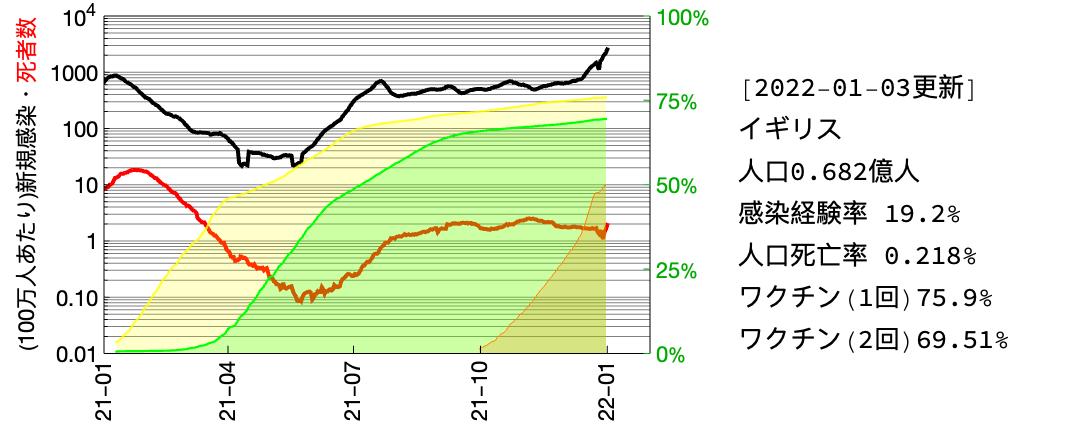 (100万人あたり)新規感染・死者数
10⁴
1000
100
10
1
0.10
0.01
100%
75%
50%
25%
0%
21-01
21-04
21-07
21-10
22-01
[2022-01-03更新]
イギリス
人口0.682億人
感染経験率 19.2%
人口死亡率 0.218%
ワクチン(1回)75.9%
ワクチン(2回)69.51%